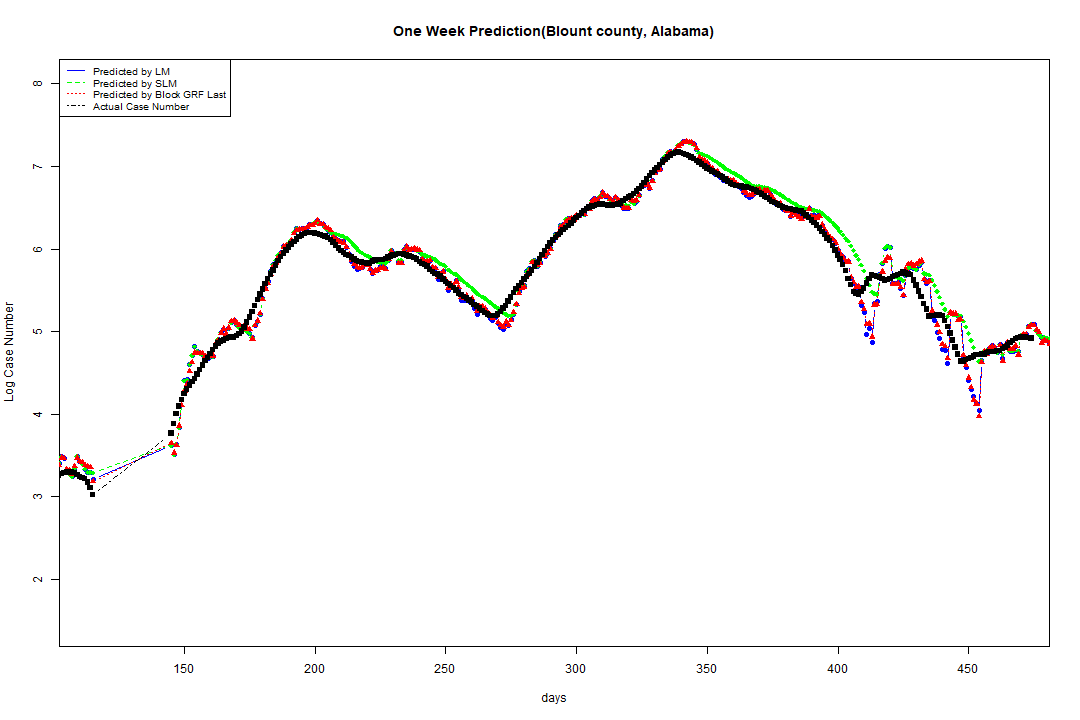 One Week Prediction(Blount county, Alabama)
Predicted by LM
Predicted by SLM
Predicted by Block GRF Last
Actual Case Number
8
7
6
5
4
3
2
Log Case Number
150 200 250 300 350 400 450
days